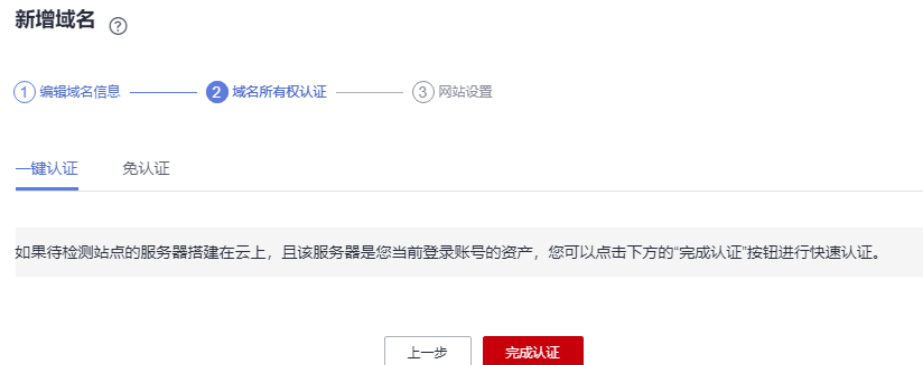 新增域名 ?
1 编辑域名信息 2 域名所有权认证 3 网站设置
一键认证 免认证
如果待检测站点的服务器搭建在云上，且该服务器是您当前登录账号的资产，您可以点击下方的“完成认证”按钮进行快速认证。
上一步 完成认证